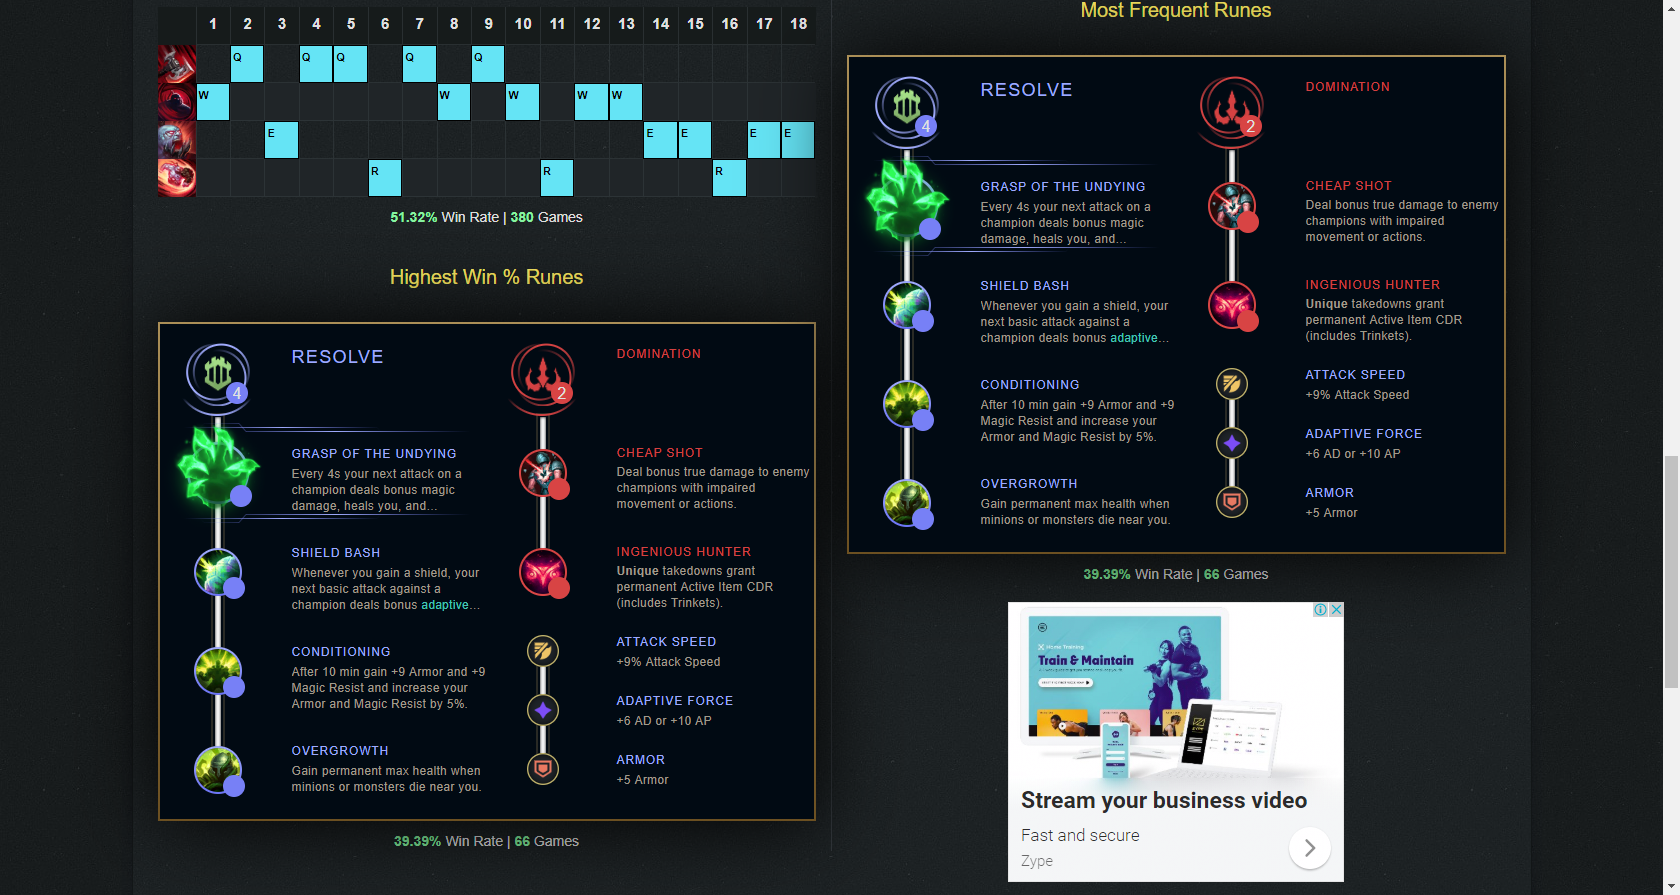 1 2 3 4 5 6 7 8 9 10 11 12 13 14 15 16 17 18
Q Q Q Q Q
W W W W W
E E E E E
R R R
51.32% Win Rate | 380 Games
Highest Win % Runes
RESOLVE
4
GRASP OF THE UNDYING
Every 4s your next attack on a
champion deals bonus magic
damage, heals you, and...
SHIELD BASH
Whenever you gain a shield, your
next basic attack against a
champion deals bonus adaptive...
CONDITIONING
After 10 min gain +9 Armor and +9
Magic Resist and increase your
Armor and Magic Resist by 5%.
OVERGROWTH
Gain permanent max health when
minions or monsters die near you.
DOMINATION
2
CHEAP SHOT
Deal bonus true damage to enemy
champions with impaired
movement or actions.
INGENIOUS HUNTER
Unique takedowns grant
permanent Active Item CDR
(includes Trinkets).
ATTACK SPEED
+9% Attack Speed
ADAPTIVE FORCE
+6 AD or +10 AP
ARMOR
+5 Armor
39.39% Win Rate | 66 Games
Most Frequent Runes
RESOLVE
4
GRASP OF THE UNDYING
Every 4s your next attack on a
champion deals bonus magic
damage, heals you, and...
SHIELD BASH
Whenever you gain a shield, your
next basic attack against a
champion deals bonus adaptive...
CONDITIONING
After 10 min gain +9 Armor and +9
Magic Resist and increase your
Armor and Magic Resist by 5%.
OVERGROWTH
Gain permanent max health when
minions or monsters die near you.
DOMINATION
2
CHEAP SHOT
Deal bonus true damage to enemy
champions with impaired
movement or actions.
INGENIOUS HUNTER
Unique takedowns grant
permanent Active Item CDR
(includes Trinkets).
ATTACK SPEED
+9% Attack Speed
ADAPTIVE FORCE
+6 AD or +10 AP
ARMOR
+5 Armor
39.39% Win Rate | 66 Games
Home Training
Train & Maintain
Stream your business video
Fast and secure
Zype